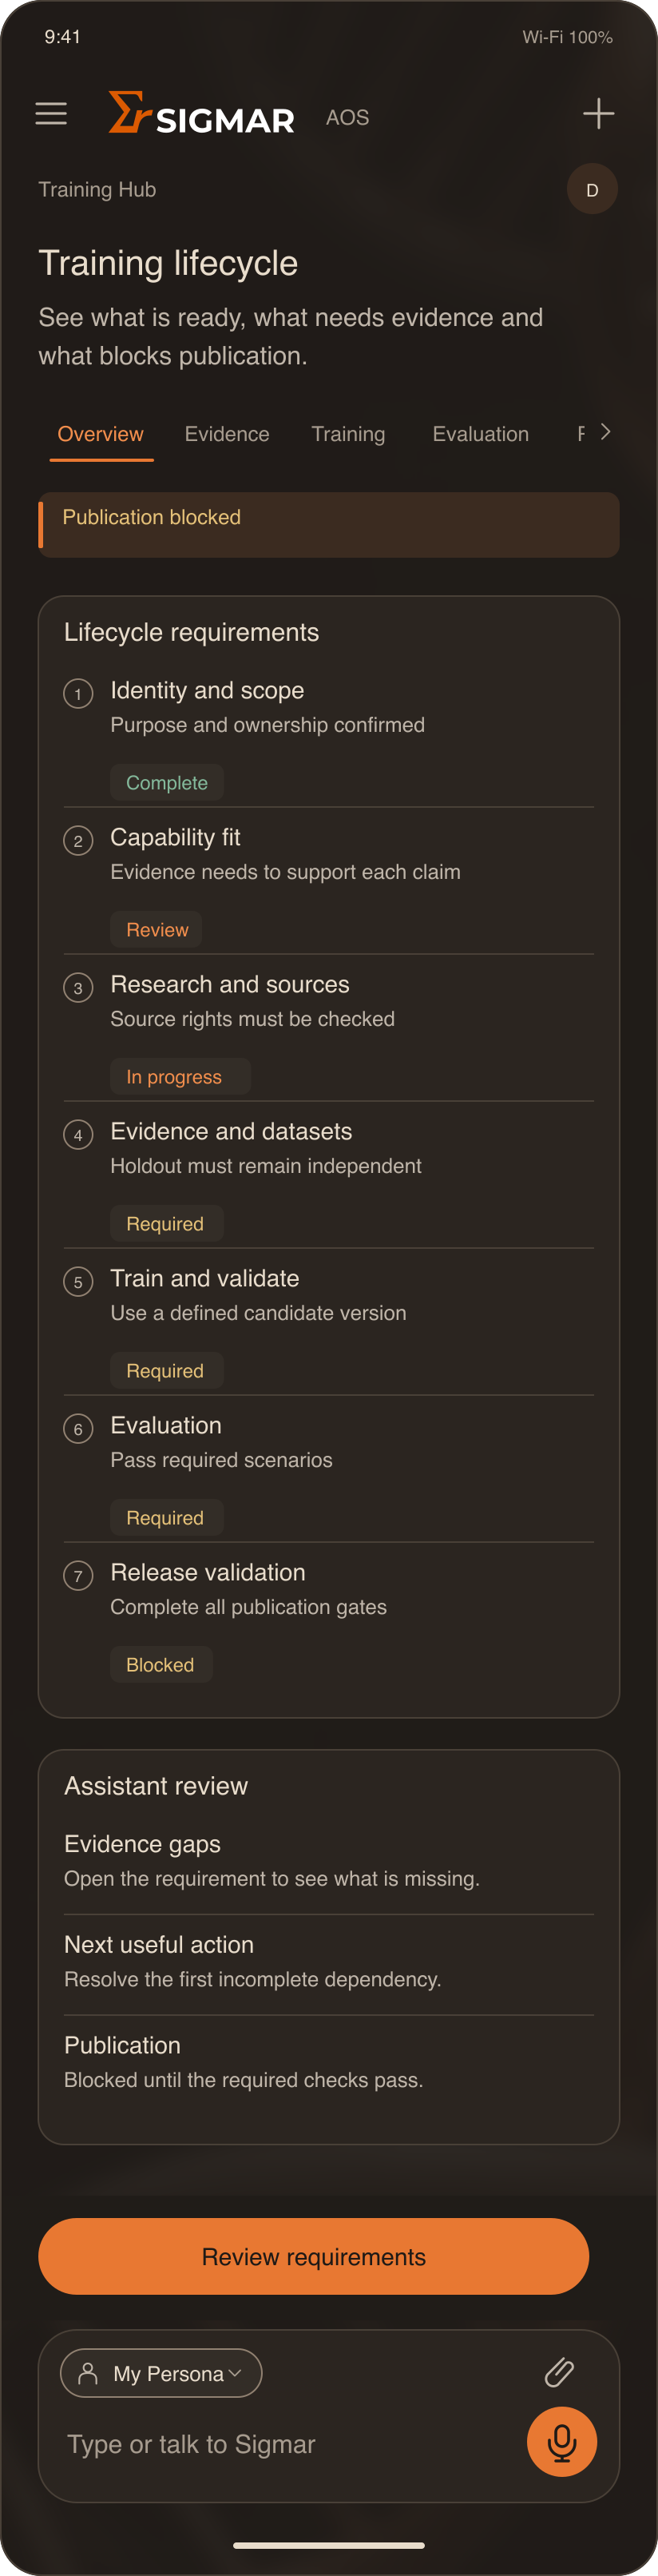 9:41
Wi-Fi 100%
Σr SIGMAR
AOS
Training Hub
D
Training lifecycle
See what is ready, what needs evidence and
what blocks publication.
Overview
Evidence
Training
Evaluation
Publication blocked
Lifecycle requirements
1
Identity and scope
Purpose and ownership confirmed
Complete
2
Capability fit
Evidence needs to support each claim
Review
3
Research and sources
Source rights must be checked
In progress
4
Evidence and datasets
Holdout must remain independent
Required
5
Train and validate
Use a defined candidate version
Required
6
Evaluation
Pass required scenarios
Required
7
Release validation
Complete all publication gates
Blocked
Assistant review
Evidence gaps
Open the requirement to see what is missing.
Next useful action
Resolve the first incomplete dependency.
Publication
Blocked until the required checks pass.
Review requirements
My Persona
Type or talk to Sigmar